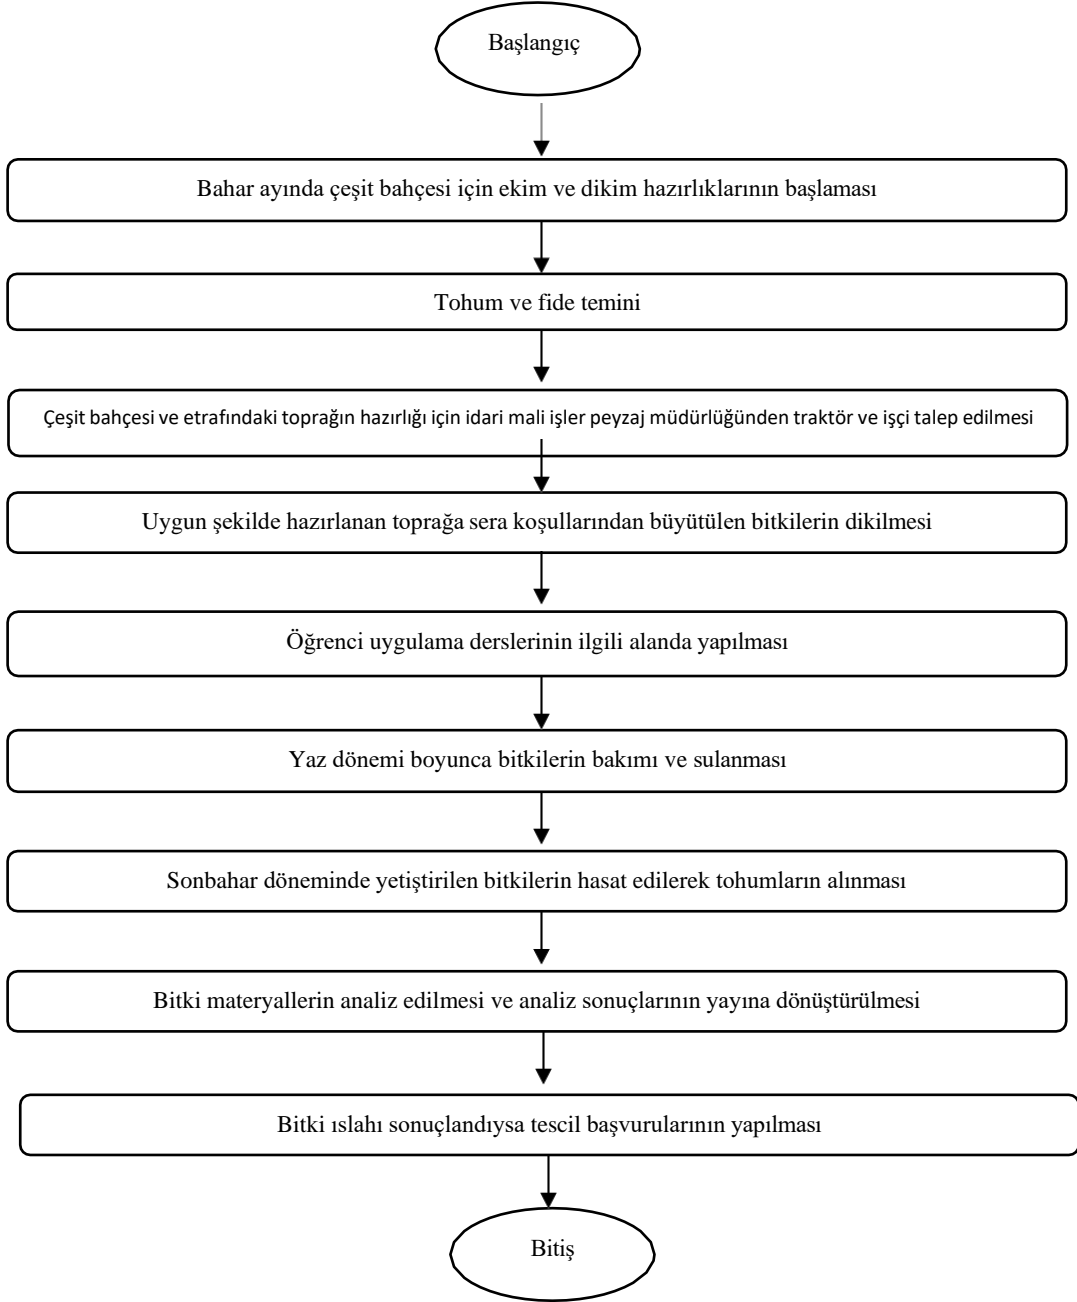 Başlangıç
Bahar ayında çeşit bahçesi için ekim ve dikim hazırlıklarının başlaması
Tohum ve fide temini
Çeşit bahçesi ve etrafındaki toprağın hazırlığı için idari mali işler peyzaj müdürlüğünden traktör ve işçi talep edilmesi
Uygun şekilde hazırlanan toprağa sera koşullarından büyütülen bitkilerin dikilmesi
Öğrenci uygulama derslerinin ilgili alanda yapılması
Yaz dönemi boyunca bitkilerin bakımı ve sulanması
Sonbahar döneminde yetiştirilen bitkilerin hasat edilerek tohumların alınması
Bitki materyallerin analiz edilmesi ve analiz sonuçlarının yayına dönüştürülmesi
Bitki ıslahı sonuçlandıysa tescil başvurularının yapılması
Bitiş